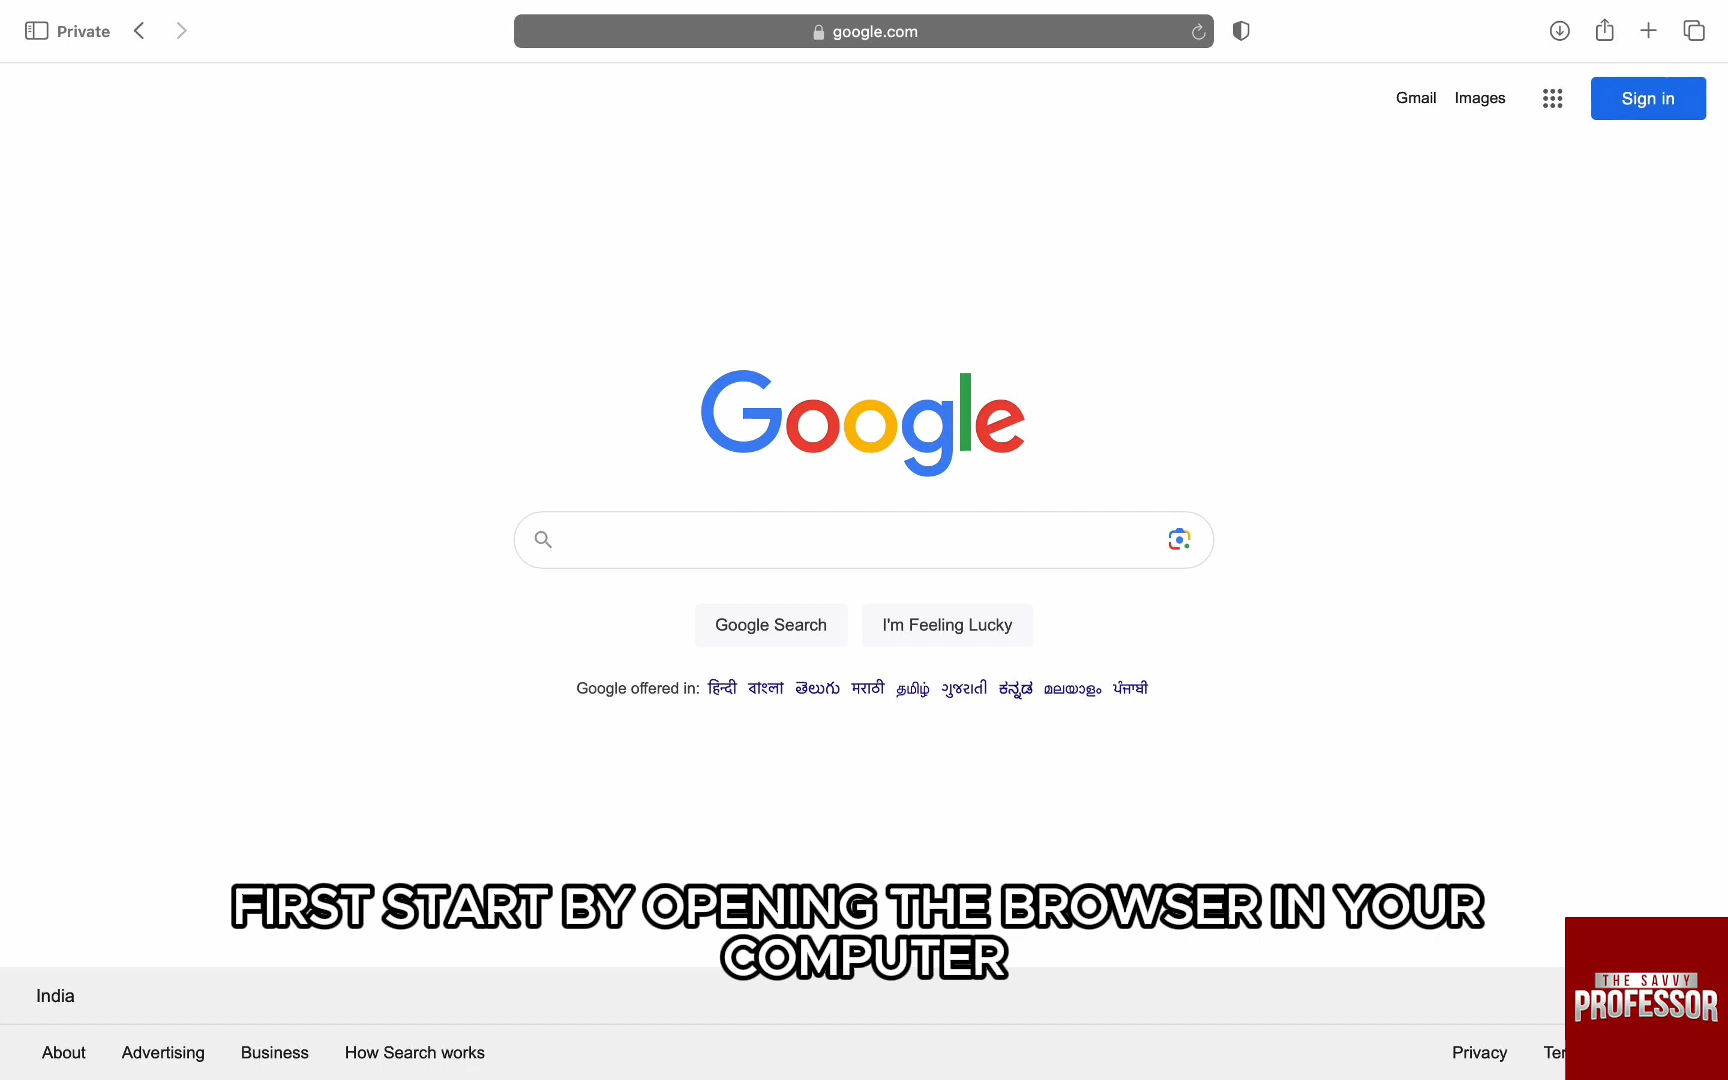 Private
google.com
Gmail Images
Sign in
Google
Google Search
I'm Feeling Lucky
Google offered in: हिन्दी বাংলা తెలుగు मराठी தமிழ் ગુજરાતી ಕನ್ನಡ മലയാളം ਪੰਜਾਬੀ
FIRST START BY OPENING THE BROWSER IN YOUR
COMPUTER
India
THE SAVVY
PROFESSOR
About Advertising Business How Search works
Privacy